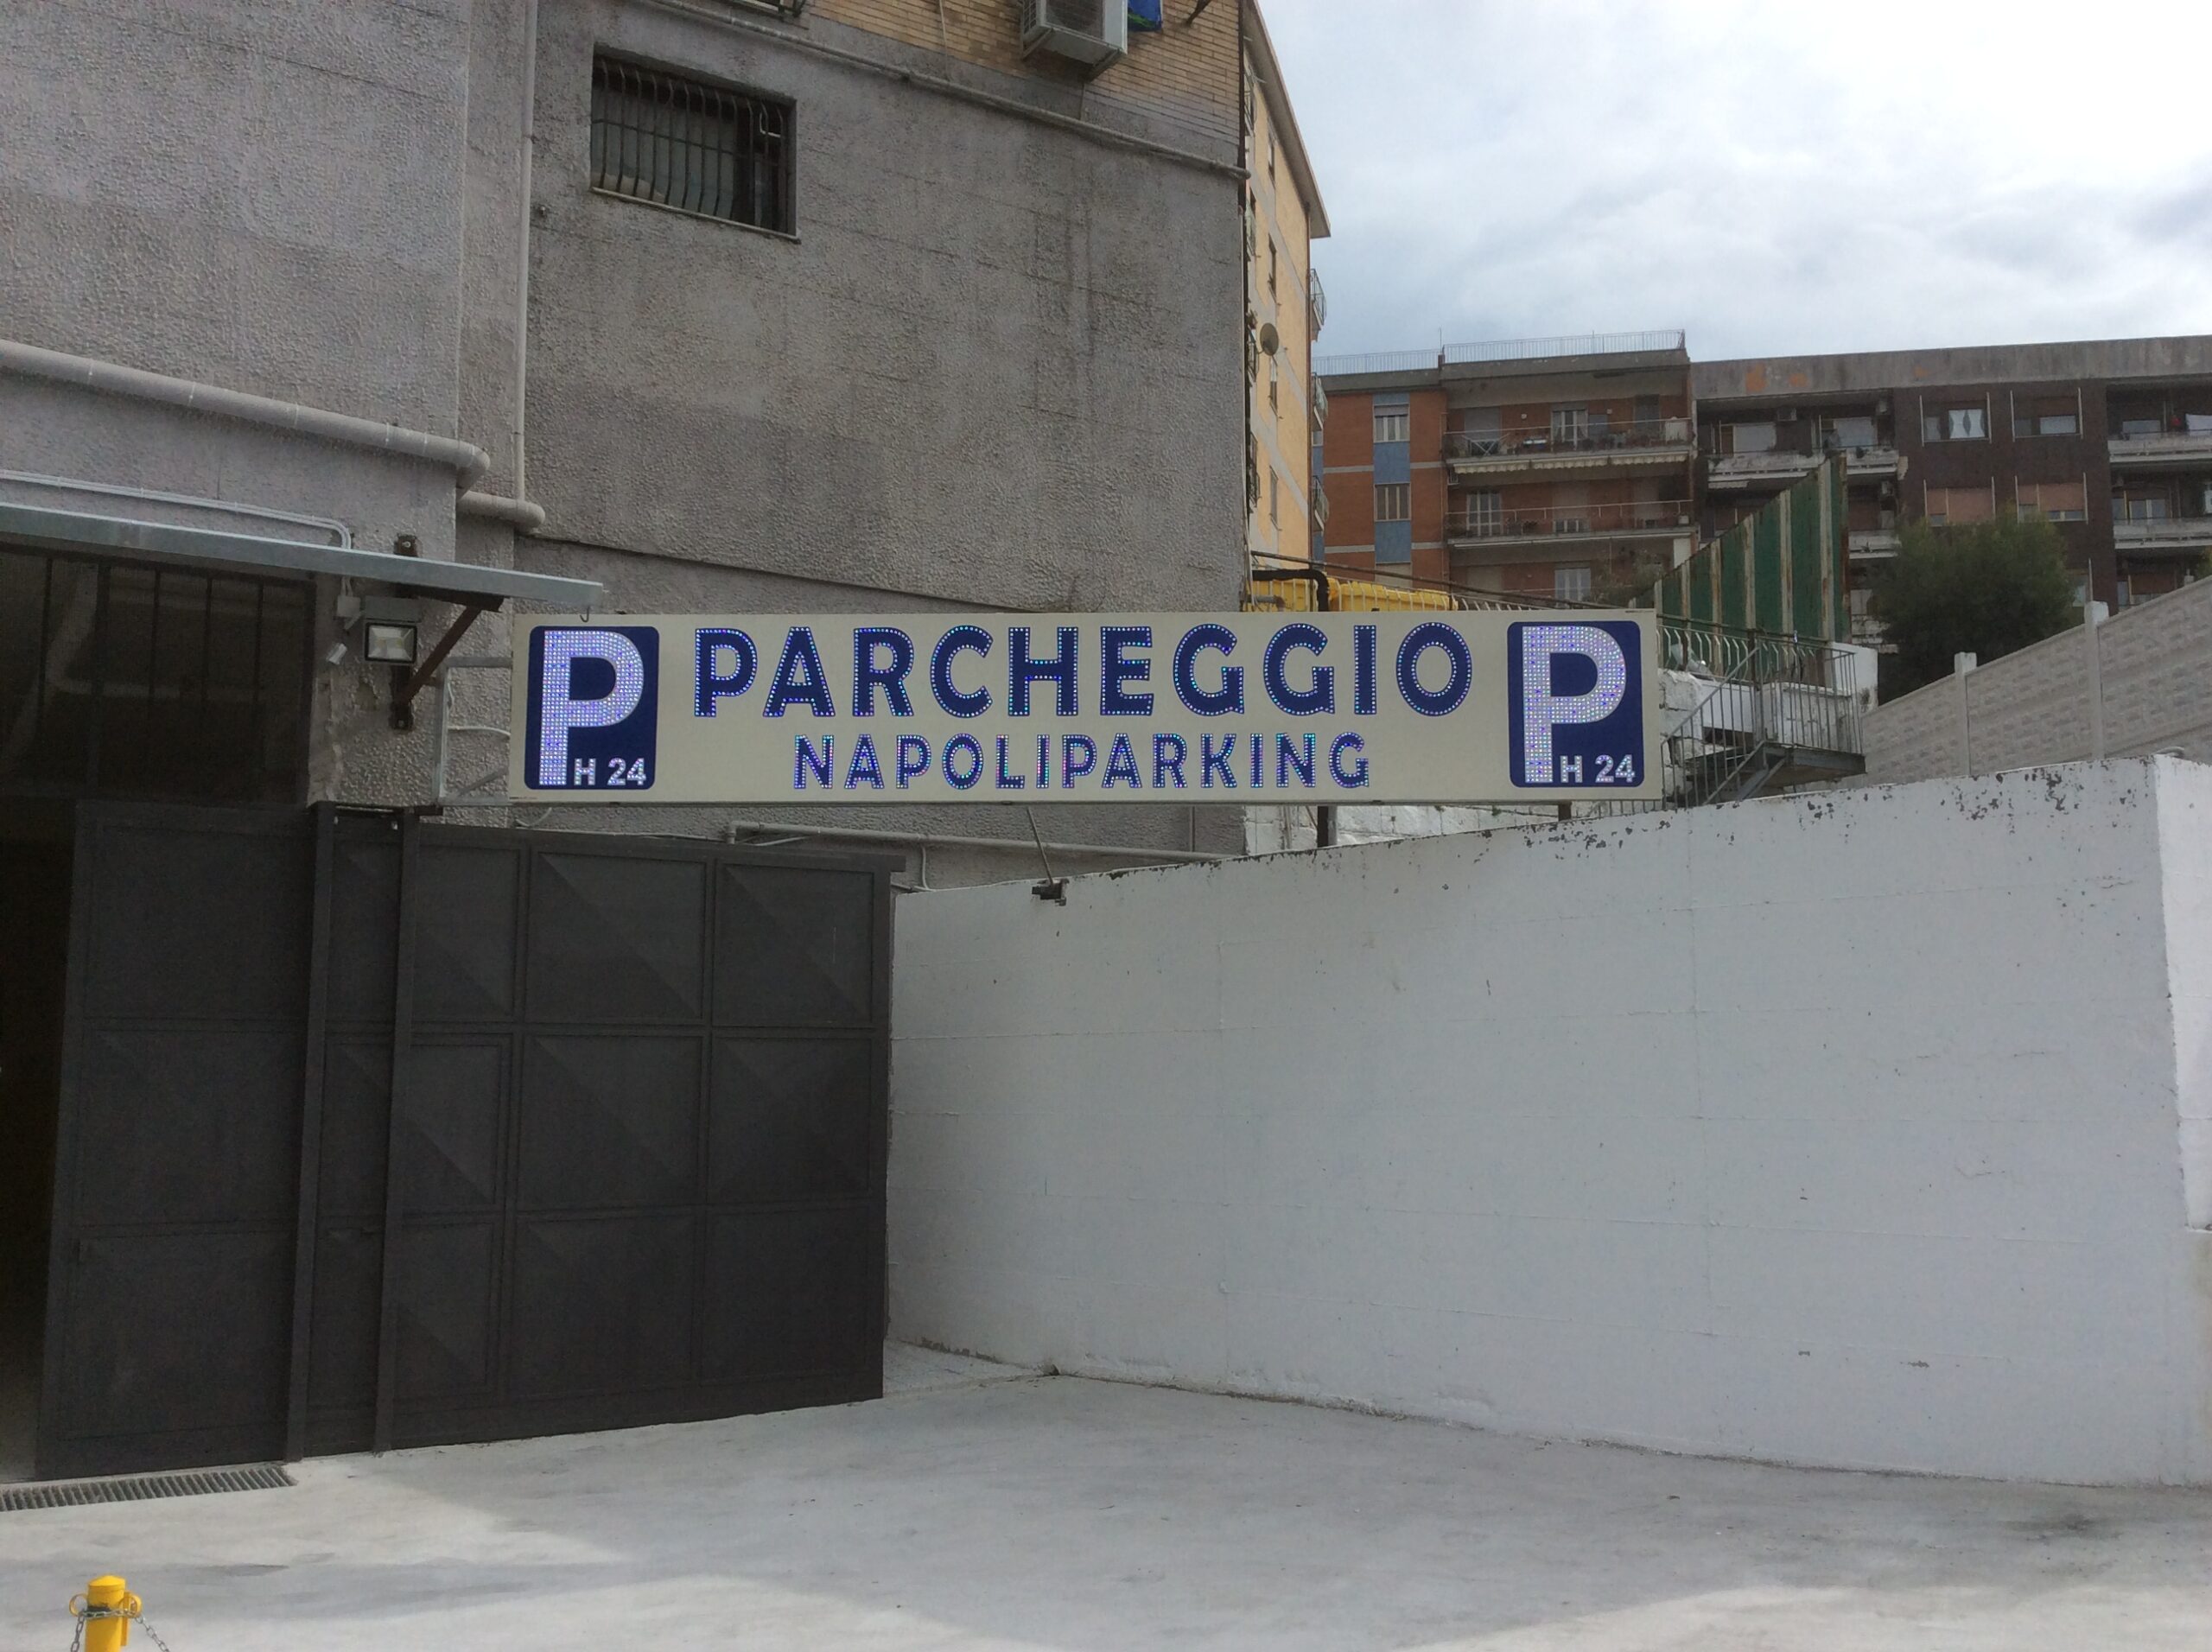 P PARCHEGGIO P
H 24 NAPOLIPARKING H 24